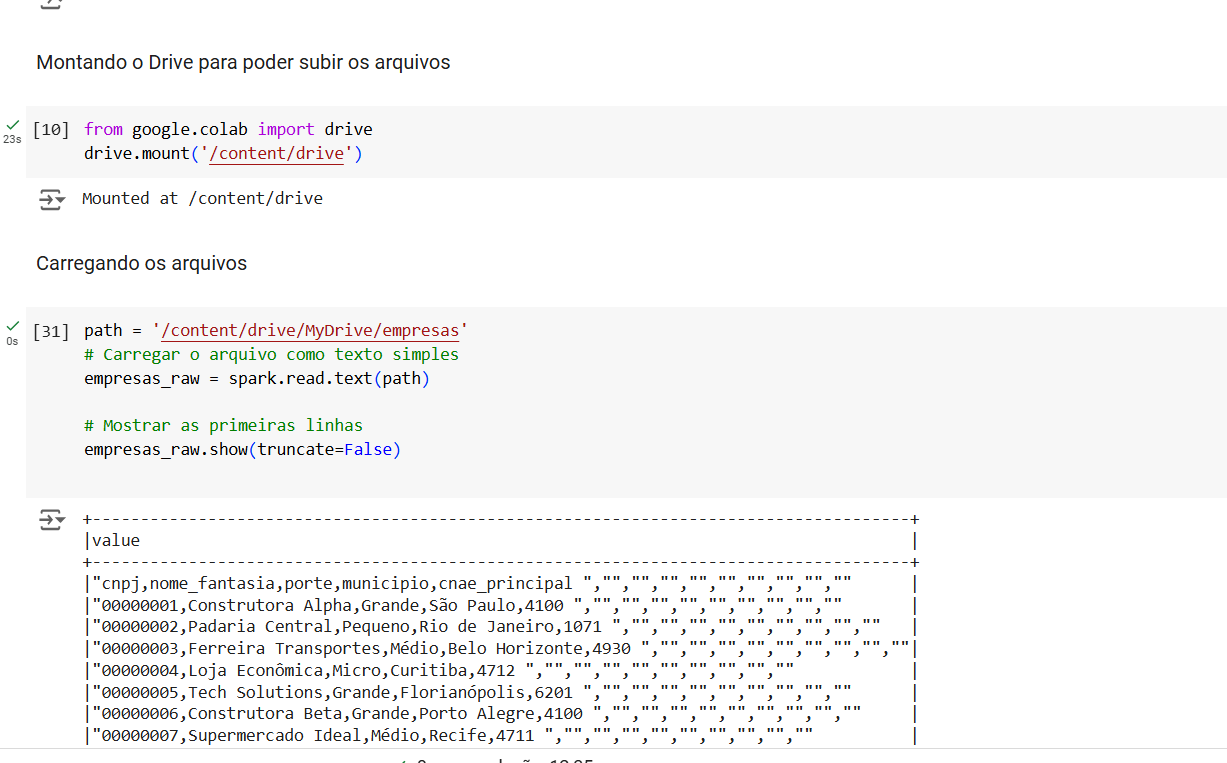 Montando o Drive para poder subir os arquivos
23s
[10] from google.colab import drive
drive.mount('/content/drive')
Mounted at /content/drive
Carregando os arquivos
0s
[31] path = '/content/drive/MyDrive/empresas'
# Carregar o arquivo como texto simples
empresas_raw = spark.read.text(path)
# Mostrar as primeiras linhas
empresas_raw.show(truncate=False)
+-------------------------------------------------------------------------------------+
|value                                                                                |
+-------------------------------------------------------------------------------------+
|"cnpj,nome_fantasia,porte,municipio,cnae_principal ","","","","","","","","",""      |
|"00000001,Construtora Alpha,Grande,São Paulo,4100 ","","","","","","","","",""       |
|"00000002,Padaria Central,Pequeno,Rio de Janeiro,1071 ","","","","","","","","",""   |
|"00000003,Ferreira Transportes,Médio,Belo Horizonte,4930 ","","","","","","","","",""|
|"00000004,Loja Econômica,Micro,Curitiba,4712 ","","","","","","","","",""            |
|"00000005,Tech Solutions,Grande,Florianópolis,6201 ","","","","","","","","",""      |
|"00000006,Construtora Beta,Grande,Porto Alegre,4100 ","","","","","","","","",""     |
|"00000007,Supermercado Ideal,Médio,Recife,4711 ","","","","","","","","",""          |